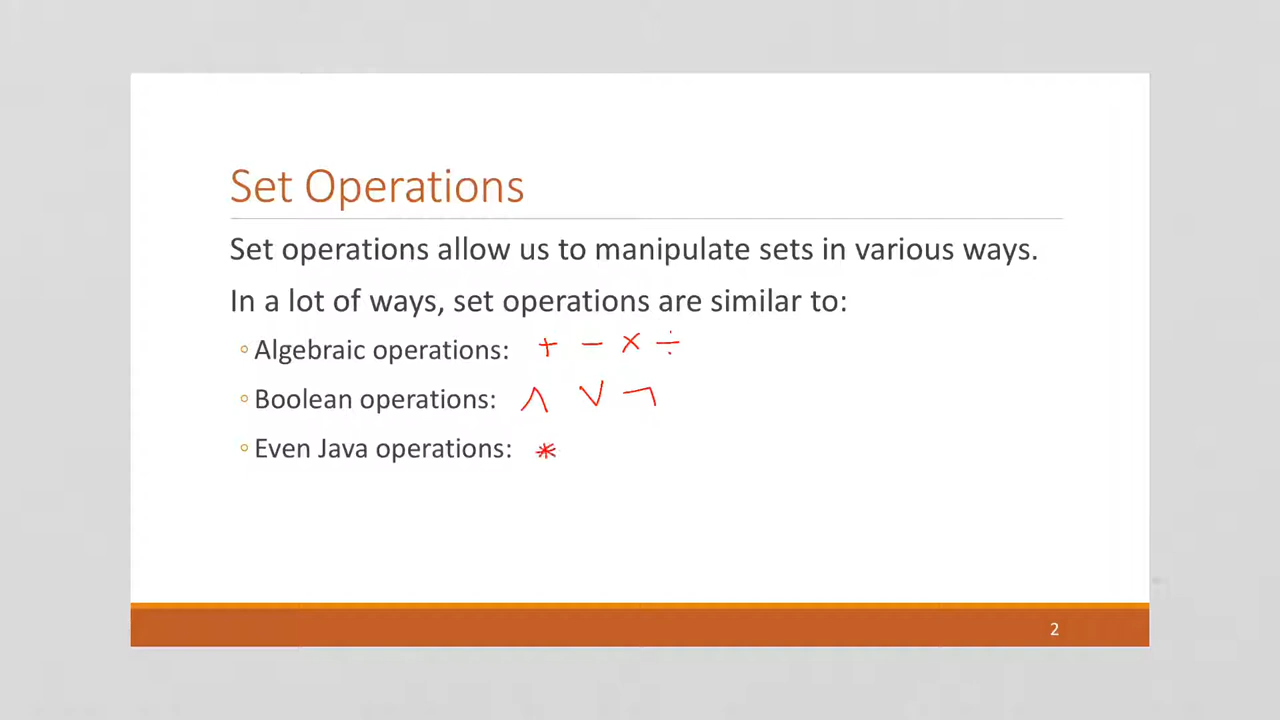 Set Operations
Set operations allow us to manipulate sets in various ways.
In a lot of ways, set operations are similar to:
◦ Algebraic operations: + − × ÷
◦ Boolean operations: ∧ ∨ ¬
◦ Even Java operations: *
2